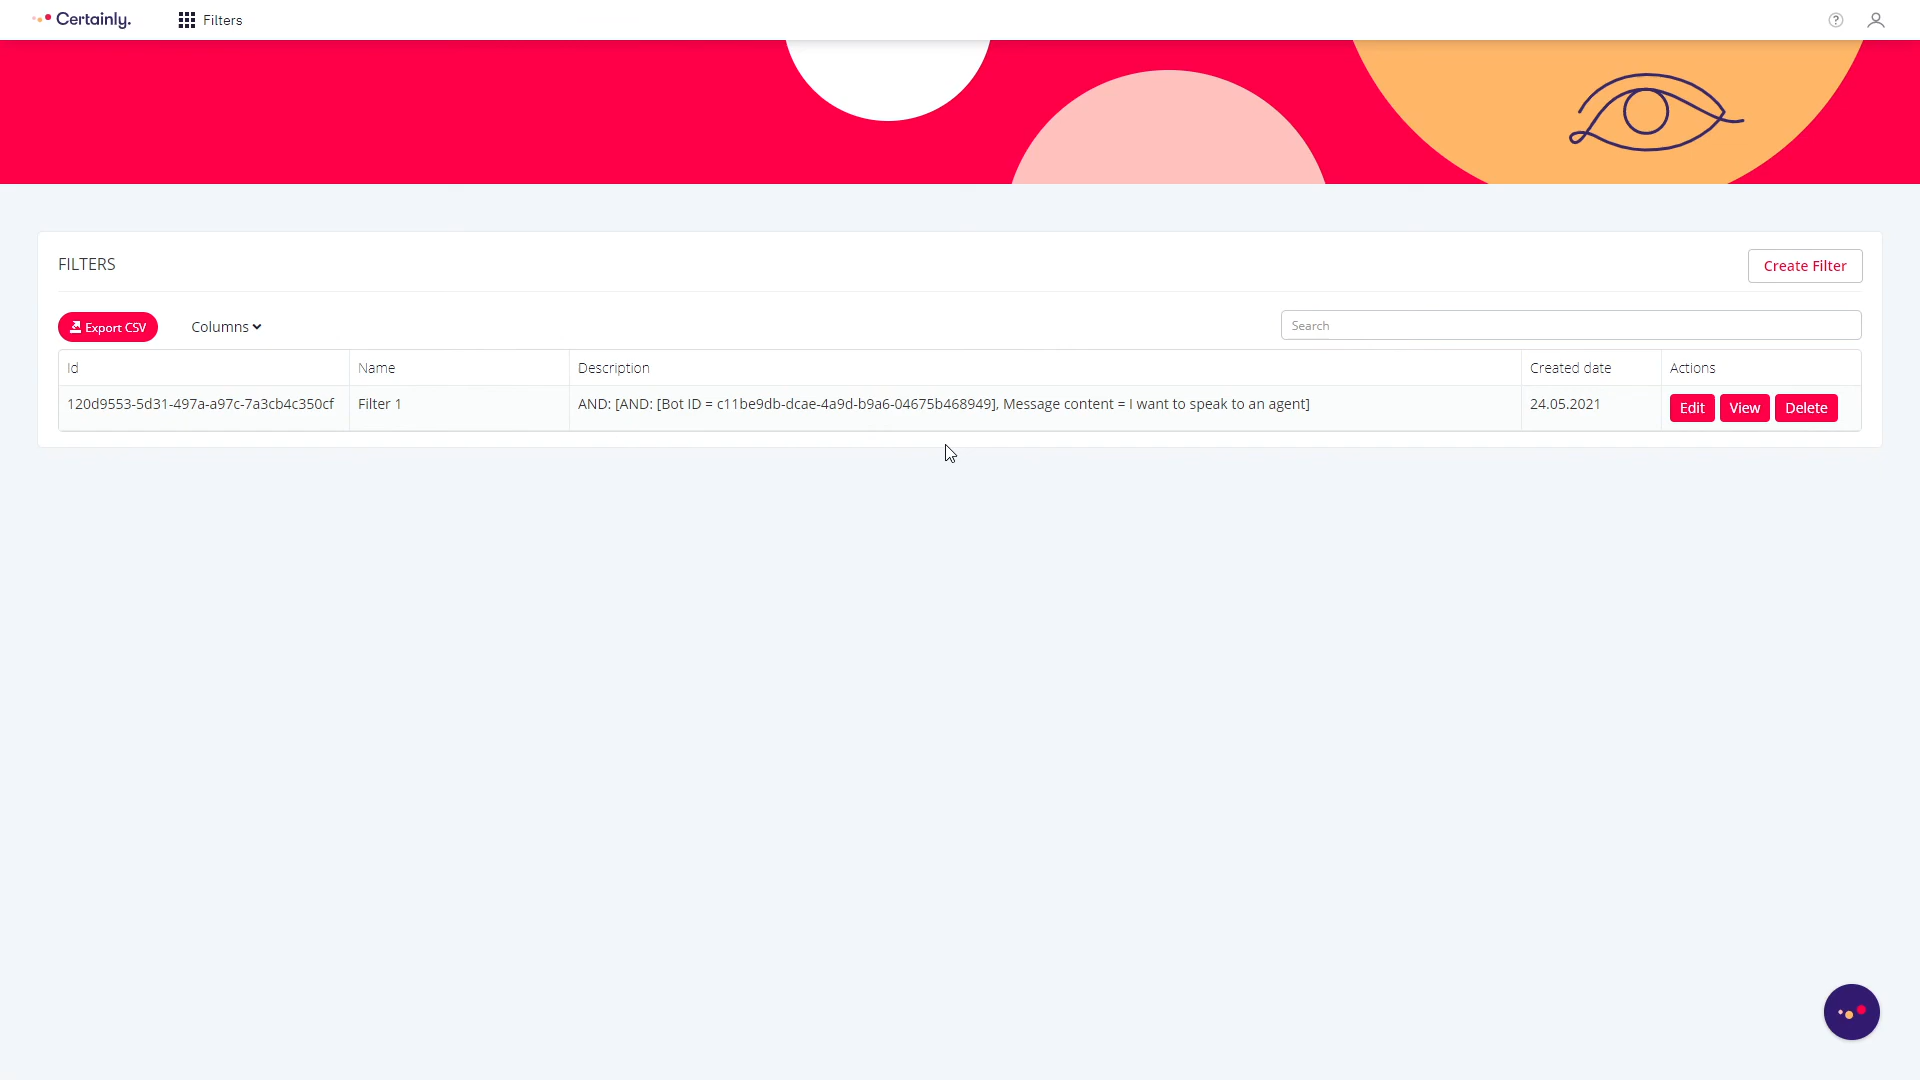 Certainly. Filters
FILTERS
Create Filter
Export CSV Columns Search
Id Name Description Created date Actions
120d9553-5d31-497a-a97c-7a3cb4c350cf Filter 1 AND: [AND: [Bot ID = c11be9db-dcae-4a9d-b9a6-04675b468949], Message content = I want to speak to an agent] 24.05.2021 Edit View Delete